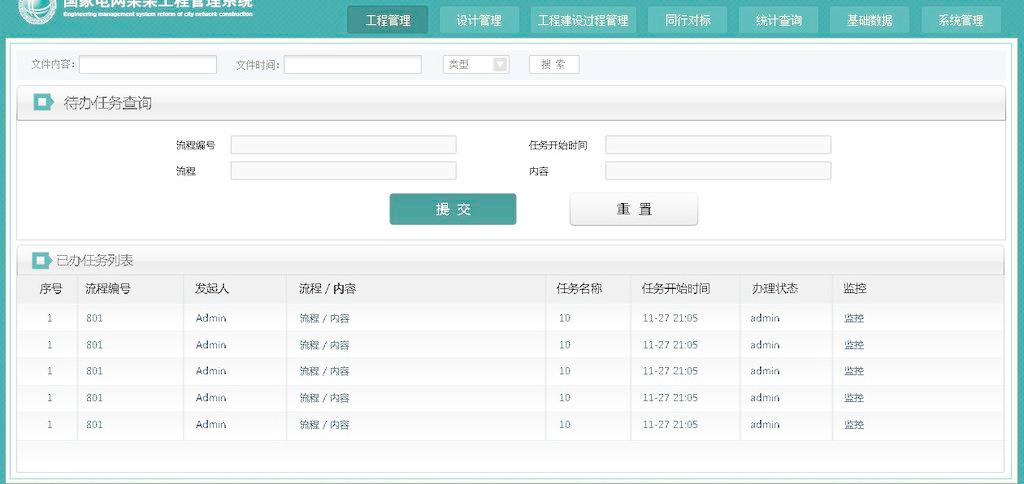 国家电网某某工程管理系统
Engineering management system reform of city network construction
工程管理 设计管理 工程建设过程管理 同行对标 统计查询 基础数据 系统管理
文件内容: 文件时间: 类型 搜 索
待办任务查询
流程编号 任务开始时间
流程 内容
提 交 重 置
已办任务列表
序号 流程编号 发起人 流程 / 内容 任务名称 任务开始时间 办理状态 监控
1 801 Admin 流程 / 内容 10 11-27 21:05 admin 监控
1 801 Admin 流程 / 内容 10 11-27 21:05 admin 监控
1 801 Admin 流程 / 内容 10 11-27 21:05 admin 监控
1 801 Admin 流程 / 内容 10 11-27 21:05 admin 监控
1 801 Admin 流程 / 内容 10 11-27 21:05 admin 监控